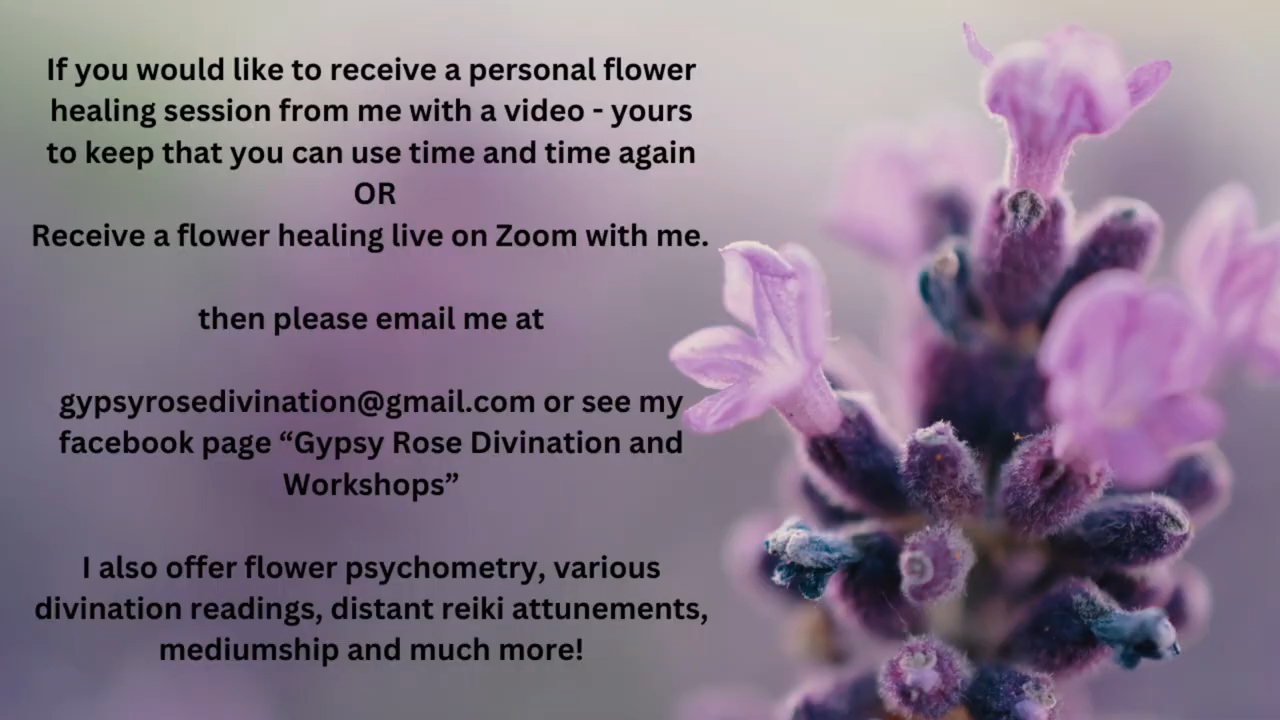 If you would like to receive a personal flower
healing session from me with a video - yours
to keep that you can use time and time again
OR
Receive a flower healing live on Zoom with me.
then please email me at
gypsyrosedivination@gmail.com or see my
facebook page “Gypsy Rose Divination and
Workshops”
I also offer flower psychometry, various
divination readings, distant reiki attunements,
mediumship and much more!